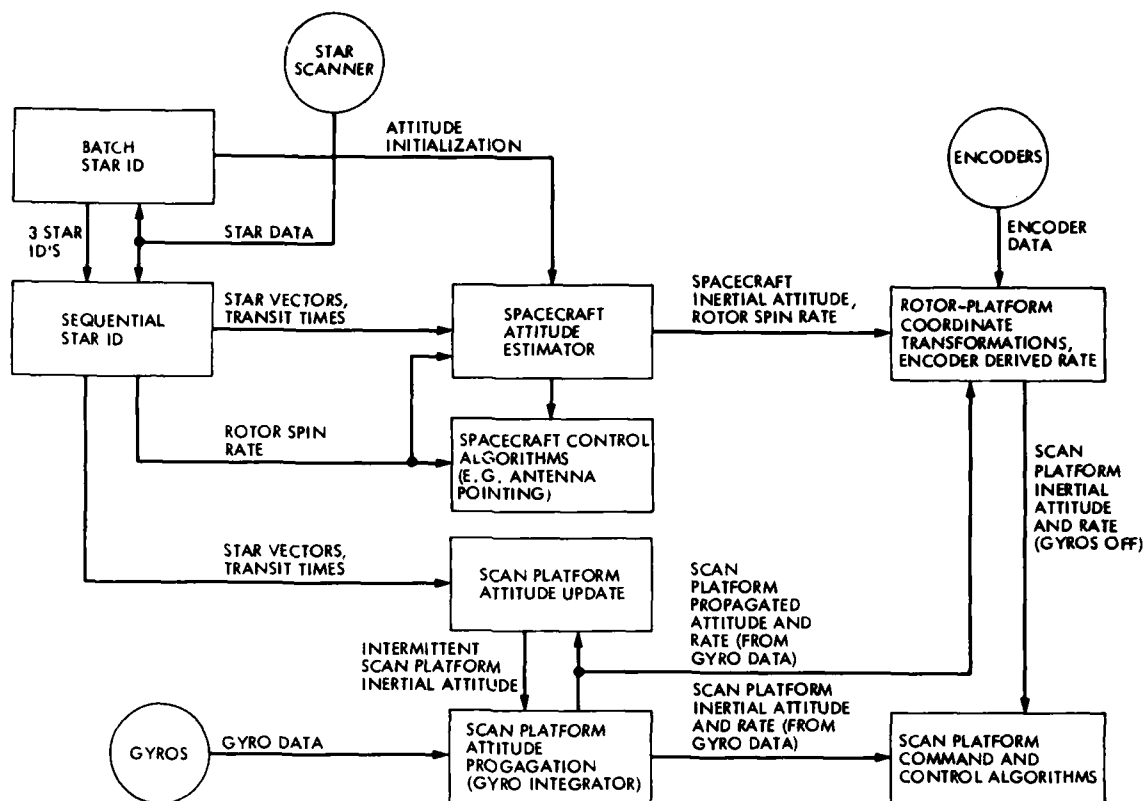 STAR
SCANNER
BATCH
STAR ID
ATTITUDE
INITIALIZATION
ENCODERS
3 STAR
ID'S
STAR DATA
ENCODER
DATA
SEQUENTIAL
STAR ID
STAR VECTORS,
TRANSIT TIMES
SPACECRAFT
ATTITUDE
ESTIMATOR
SPACECRAFT
INERTIAL ATTITUDE,
ROTOR SPIN RATE
ROTOR-PLATFORM
COORDINATE
TRANSFORMATIONS,
ENCODER DERIVED RATE
ROTOR SPIN
RATE
SPACECRAFT CONTROL
ALGORITHMS
(E.G. ANTENNA
POINTING)
SCAN
PLATFORM
INERTIAL
ATTITUDE
AND RATE
(GYROS OFF)
STAR VECTORS,
TRANSIT TIMES
SCAN PLATFORM
ATTITUDE UPDATE
SCAN
PLATFORM
PROPAGATED
ATTITUDE AND
RATE (FROM
GYRO DATA)
INTERMITTENT
SCAN PLATFORM
INERTIAL ATTITUDE
GYROS
GYRO DATA
SCAN PLATFORM
ATTITUDE
PROGAGATION
(GYRO INTEGRATOR)
SCAN PLATFORM
INERTIAL ATTITUDE
AND RATE (FROM
GYRO DATA)
SCAN PLATFORM
COMMAND AND
CONTROL ALGORITHMS